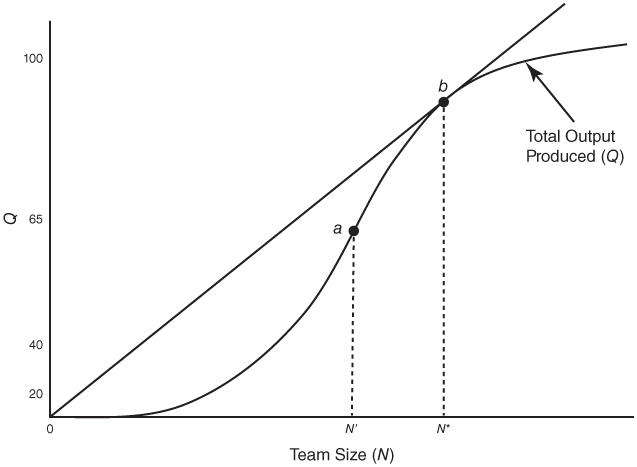 100
b
Total Output
Produced (Q)
Q
65
a
40
20
0
N′
N*
Team Size (N)